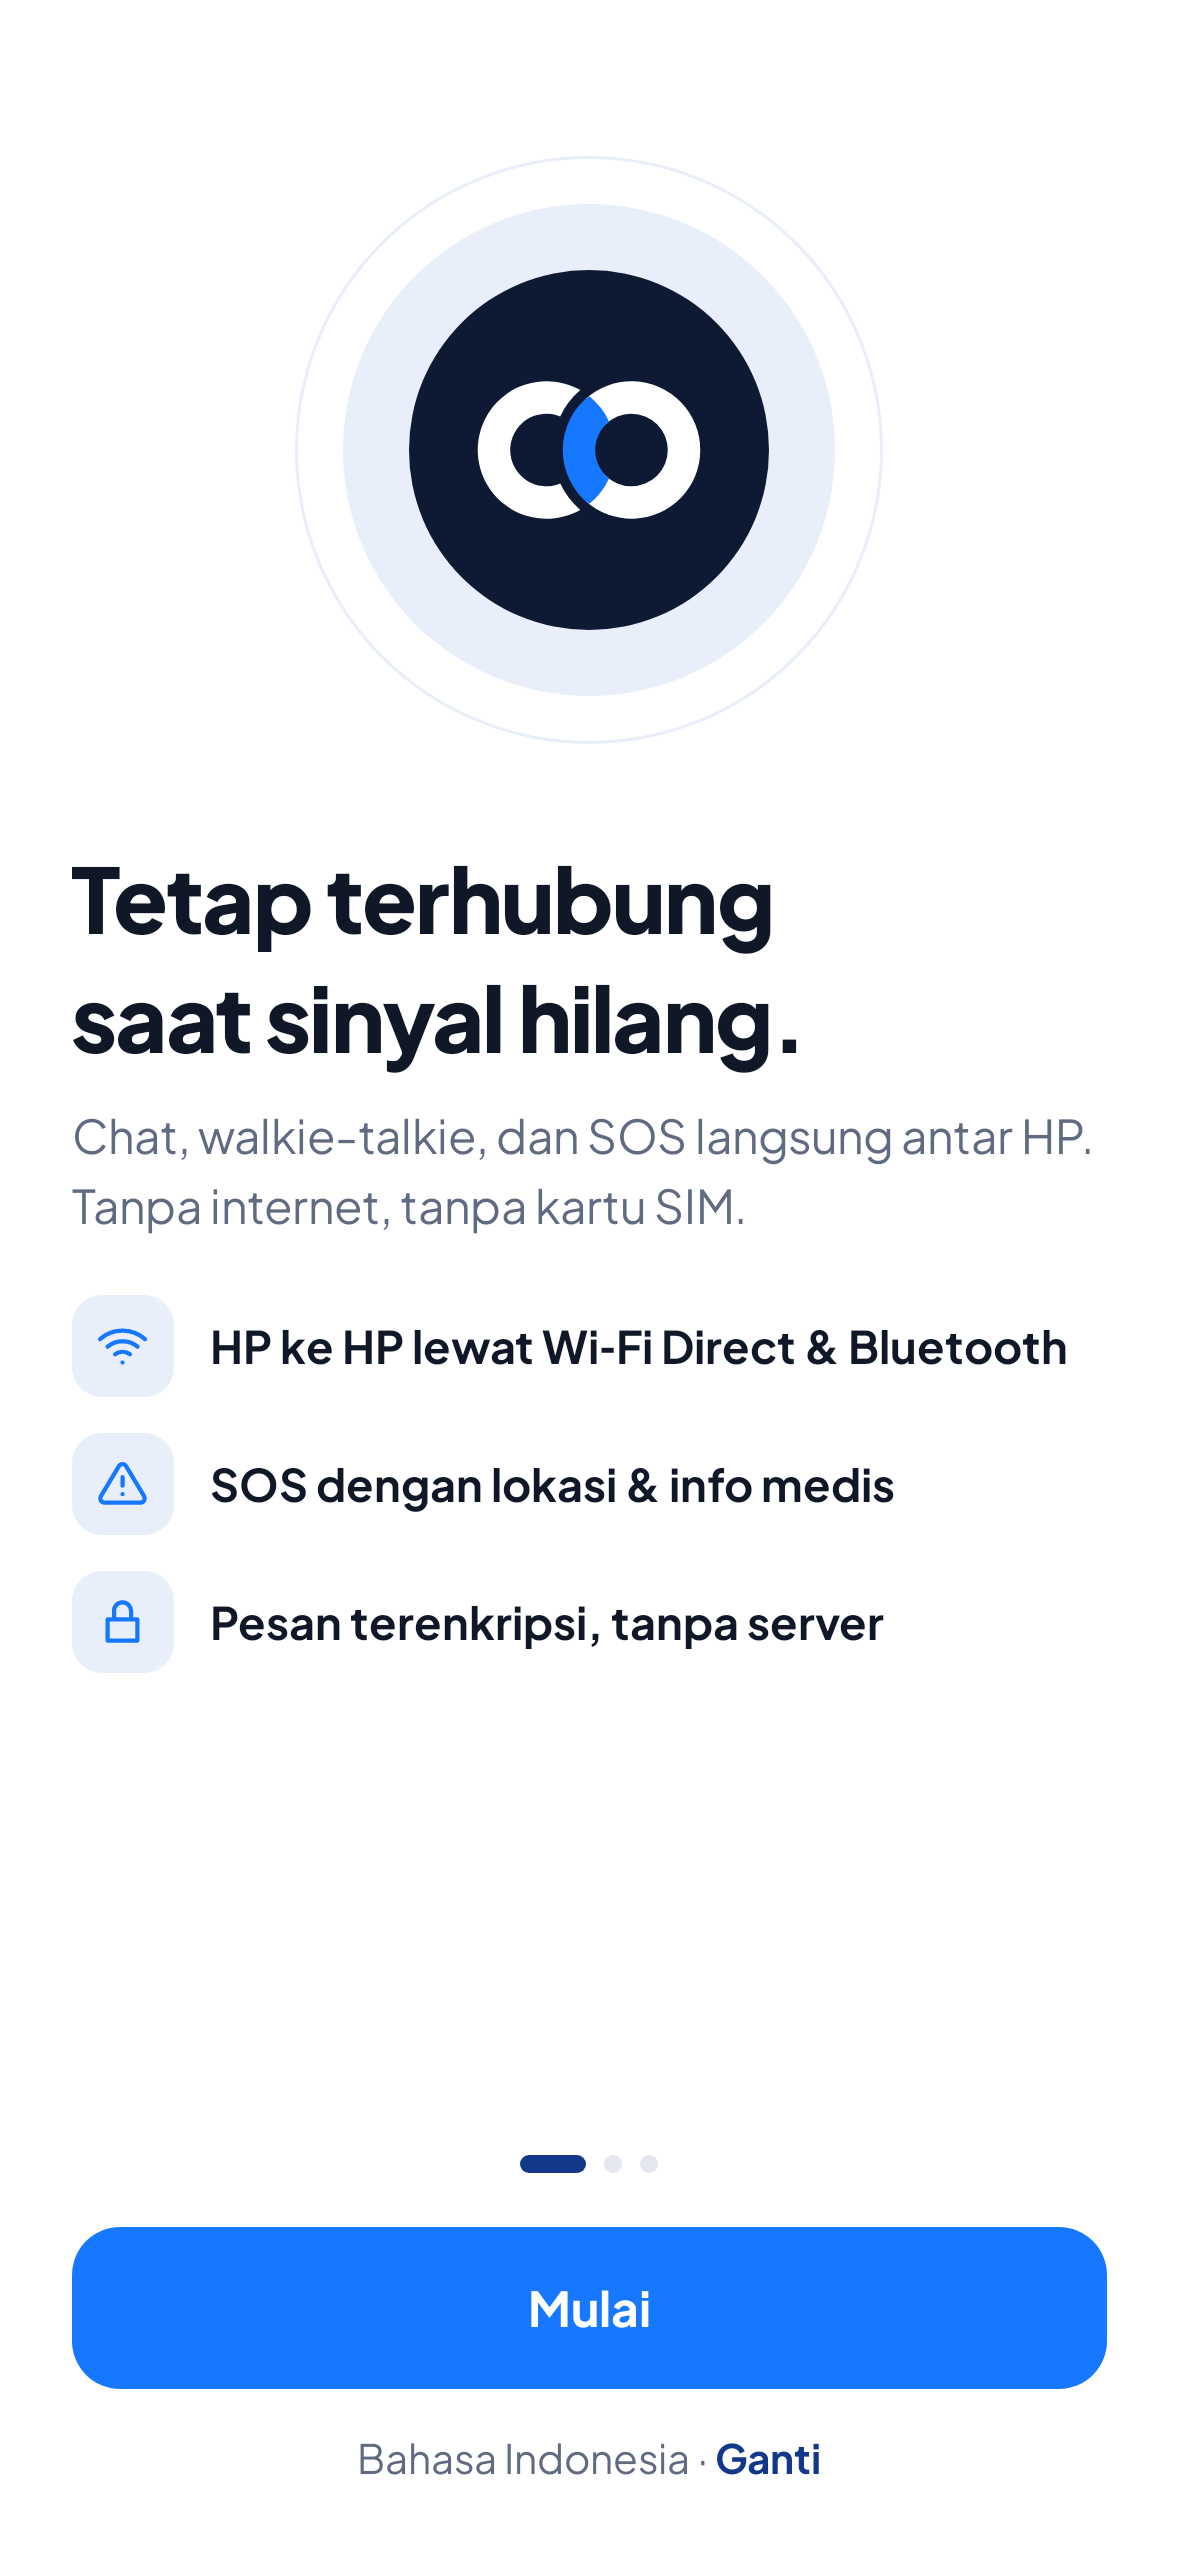 Tetap terhubung
saat sinyal hilang.
Chat, walkie-talkie, dan SOS langsung antar HP.
Tanpa internet, tanpa kartu SIM.
HP ke HP lewat Wi-Fi Direct & Bluetooth
SOS dengan lokasi & info medis
Pesan terenkripsi, tanpa server
Mulai
Bahasa Indonesia · Ganti